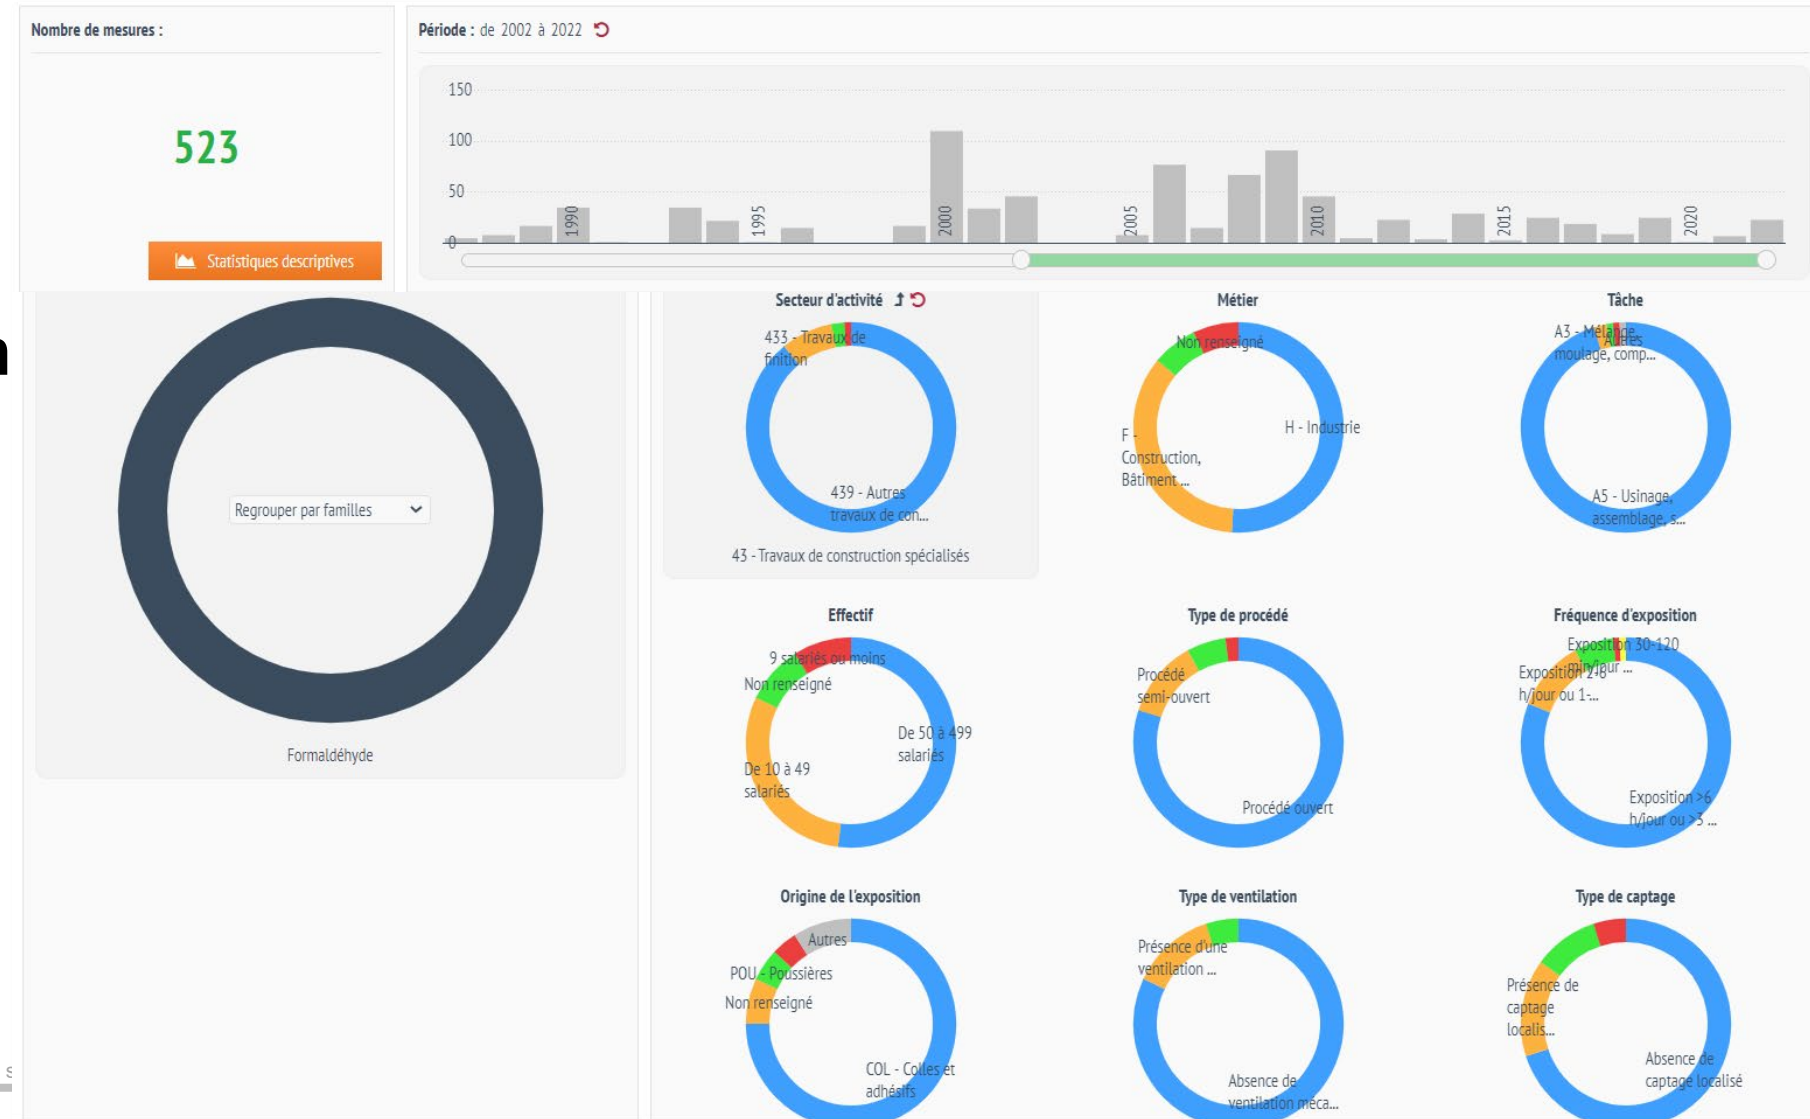 Nombre de mesures :
523
Statistiques descriptives
Période : de 2002 à 2022
150
100
50
0
1990
1995
2000
2005
2010
2015
2020
Regrouper par familles
Formaldéhyde
Secteur d'activité
433 - Travaux de
finition
439 - Autres
travaux de con...
43 - Travaux de construction spécialisés
Métier
Non renseigné
H - Industrie
F -
Construction,
Bâtiment ...
Tâche
A3 - Mélange,
moulage, comp...
Autres
A5 - Usinage,
assemblage, s...
Effectif
9 salariés ou moins
Non renseigné
De 50 à 499
salariés
De 10 à 49
salariés
Type de procédé
Procédé
semi-ouvert
Procédé ouvert
Fréquence d'exposition
Exposition 30-120
min/jour ...
Exposition 2-6
h/jour ou 1-...
Exposition >6
h/jour ou >3 ...
Origine de l'exposition
Autres
POU - Poussières
Non renseigné
COL - Colles et
adhésifs
Type de ventilation
Présence d'une
ventilation ...
Absence de
ventilation méca...
Type de captage
Présence de
captage
localis...
Absence de
captage localisé